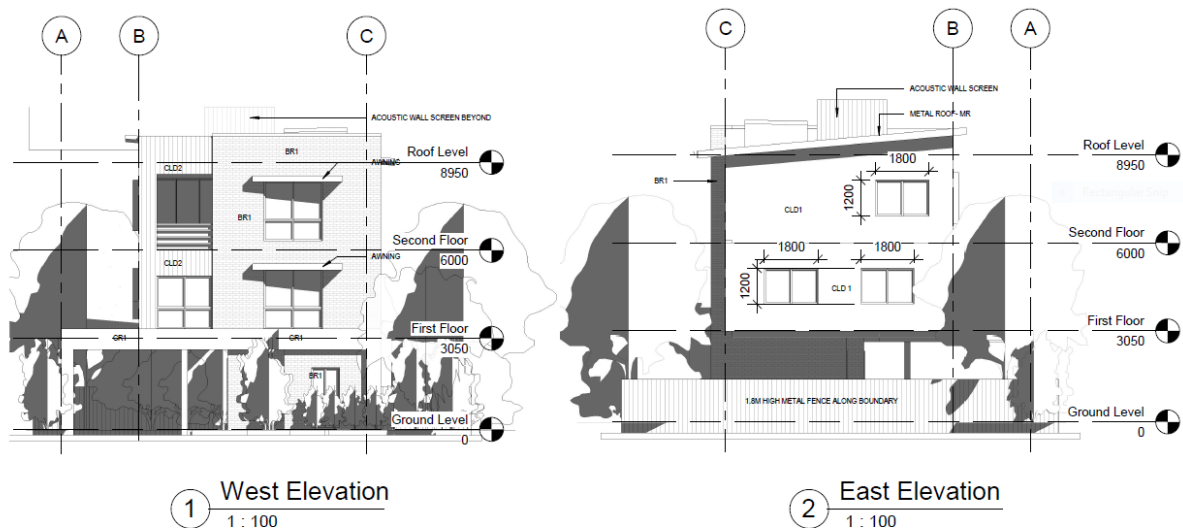 A
B
C
ACOUSTIC WALL SCREEN BEYOND
BR1
CLD2
AWNING
Roof Level
8950
BR1
Second Floor
6000
AWNING
CLD2
First Floor
3050
CR1
CR1
BR1
Ground Level
0
1
West Elevation
1 : 100
C
B
A
ACOUSTIC WALL SCREEN
METAL ROOF - MR
Roof Level
8950
1800
BR1
1200
Rectangular Snip
CLD1
Second Floor
6000
1800
1800
1200
CLD 1
First Floor
3050
1.8M HIGH METAL FENCE ALONG BOUNDARY
Ground Level
0
2
East Elevation
1 : 100